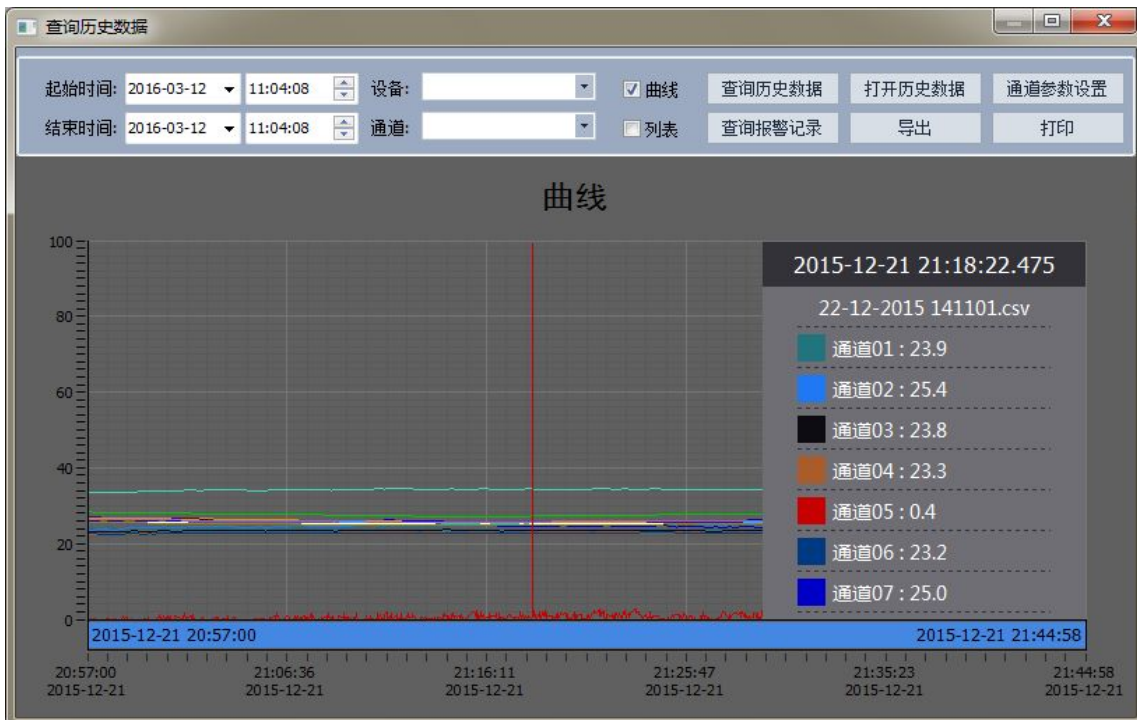 查询历史数据
起始时间: 2016-03-12 11:04:08 设备: 曲线 查询历史数据 打开历史数据 通道参数设置
结束时间: 2016-03-12 11:04:08 通道: 列表 查询报警记录 导出 打印
曲线
100
80
60
40
20
0
2015-12-21 21:18:22.475
22-12-2015 141101.csv
通道01 : 23.9
通道02 : 25.4
通道03 : 23.8
通道04 : 23.3
通道05 : 0.4
通道06 : 23.2
通道07 : 25.0
2015-12-21 20:57:00 2015-12-21 21:44:58
20:57:00 21:06:36 21:16:11 21:25:47 21:35:23 21:44:58
2015-12-21 2015-12-21 2015-12-21 2015-12-21 2015-12-21 2015-12-21